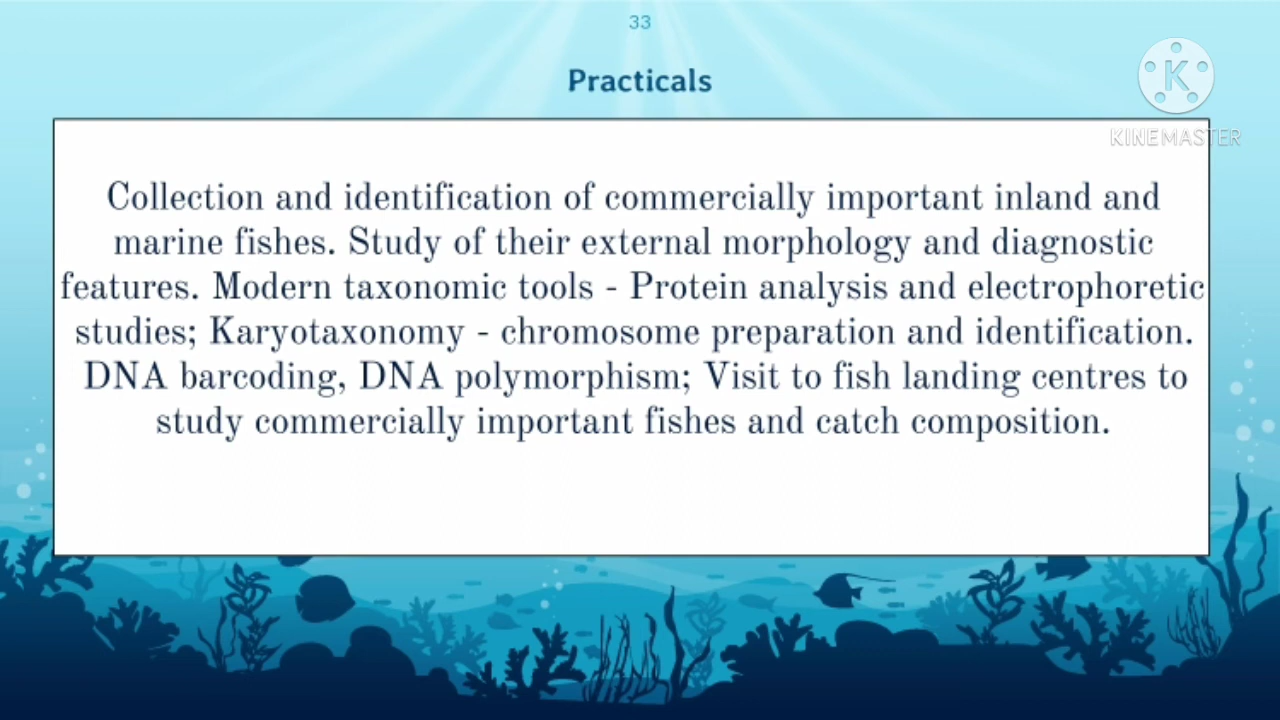 33
Practicals
K
KINEMASTER
Collection and identification of commercially important inland and
marine fishes. Study of their external morphology and diagnostic
features. Modern taxonomic tools - Protein analysis and electrophoretic
studies; Karyotaxonomy - chromosome preparation and identification.
DNA barcoding, DNA polymorphism; Visit to fish landing centres to
study commercially important fishes and catch composition.